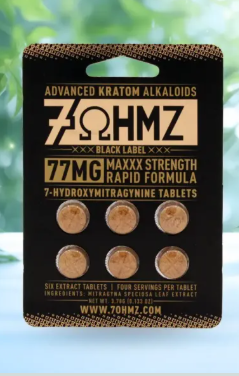 ADVANCED KRATOM ALKALOIDS
7ΩHMZ
×××BLACK LABEL×××
77MG MAXXX STRENGTH
RAPID FORMULA
7-HYDROXYMITRAGYNINE TABLETS
SIX EXTRACT TABLETS | FOUR SERVINGS PER TABLET
INGREDIENTS: MITRAGYNA SPECIOSA LEAF EXTRACT
NET WT.
WWW.7OHMZ.COM